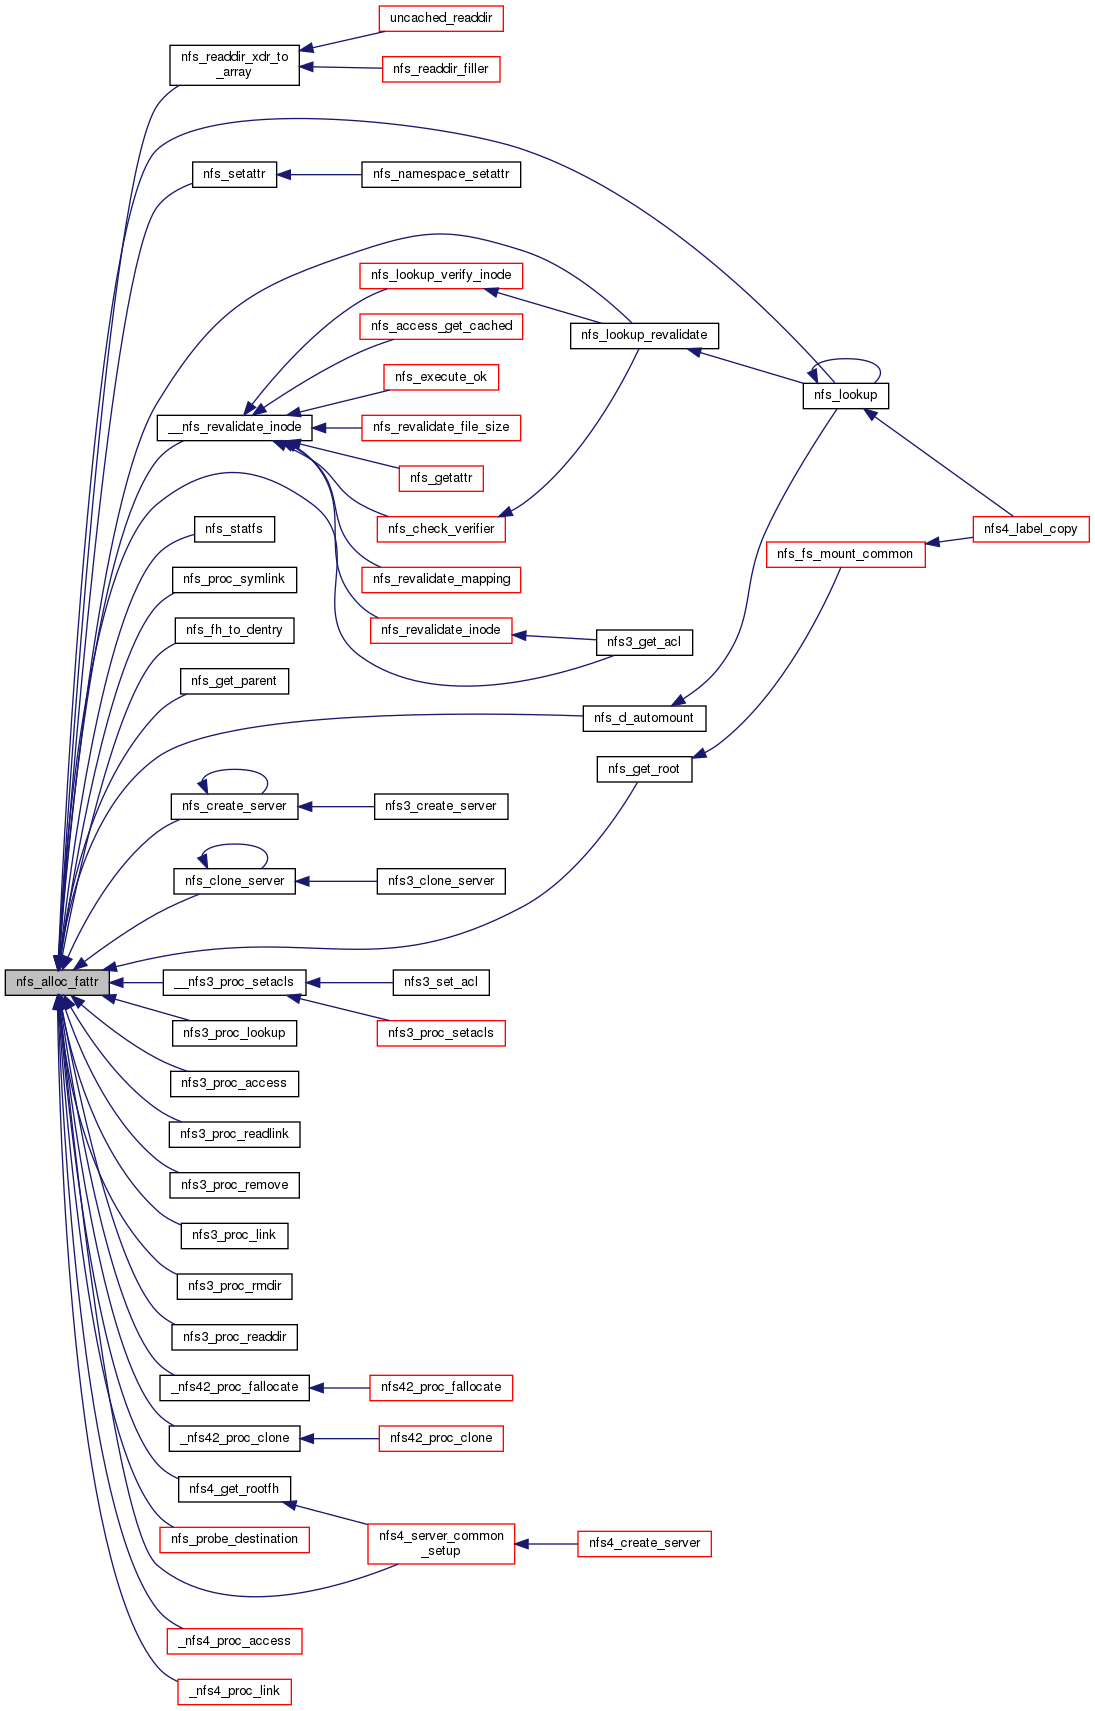 uncached_readdir
nfs_readdir_xdr_to
_array
nfs_readdir_filler
nfs_setattr
nfs_namespace_setattr
nfs_lookup_verify_inode
nfs_access_get_cached
nfs_lookup_revalidate
nfs_execute_ok
nfs_lookup
__nfs_revalidate_inode
nfs_revalidate_file_size
nfs_getattr
nfs_statfs
nfs_check_verifier
nfs4_label_copy
nfs_fs_mount_common
nfs_proc_symlink
nfs_revalidate_mapping
nfs_fh_to_dentry
nfs_revalidate_inode
nfs3_get_acl
nfs_get_parent
nfs_d_automount
nfs_get_root
nfs_create_server
nfs3_create_server
nfs_clone_server
nfs3_clone_server
nfs_alloc_fattr
__nfs3_proc_setacls
nfs3_set_acl
nfs3_proc_lookup
nfs3_proc_setacls
nfs3_proc_access
nfs3_proc_readlink
nfs3_proc_remove
nfs3_proc_link
nfs3_proc_rmdir
nfs3_proc_readdir
_nfs42_proc_fallocate
nfs42_proc_fallocate
_nfs42_proc_clone
nfs42_proc_clone
nfs4_get_rootfh
nfs_probe_destination
nfs4_server_common
_setup
nfs4_create_server
_nfs4_proc_access
_nfs4_proc_link